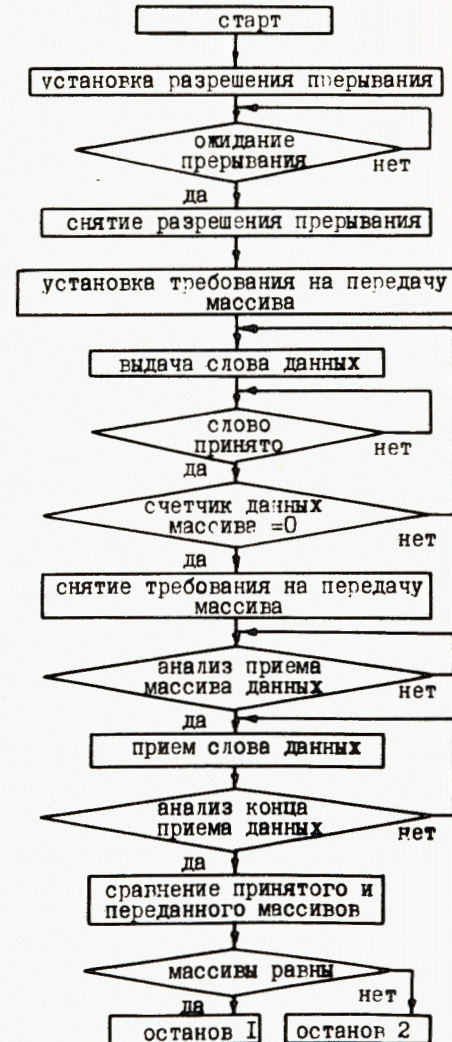 старт
установка разрешения прерывания
ожидание
прерывания
нет
да
снятие разрешения прерывания
установка требования на передачу
массива
выдача слова данных
слово
принято
нет
да
счетчик данных
массива =0
нет
да
снятие требования на передачу
массива
анализ приема
массива данных
нет
да
прием слова данных
анализ конца
приема данных
нет
да
сравнение принятого и
переданного массивов
массивы равны
нет
да
останов I
останов 2